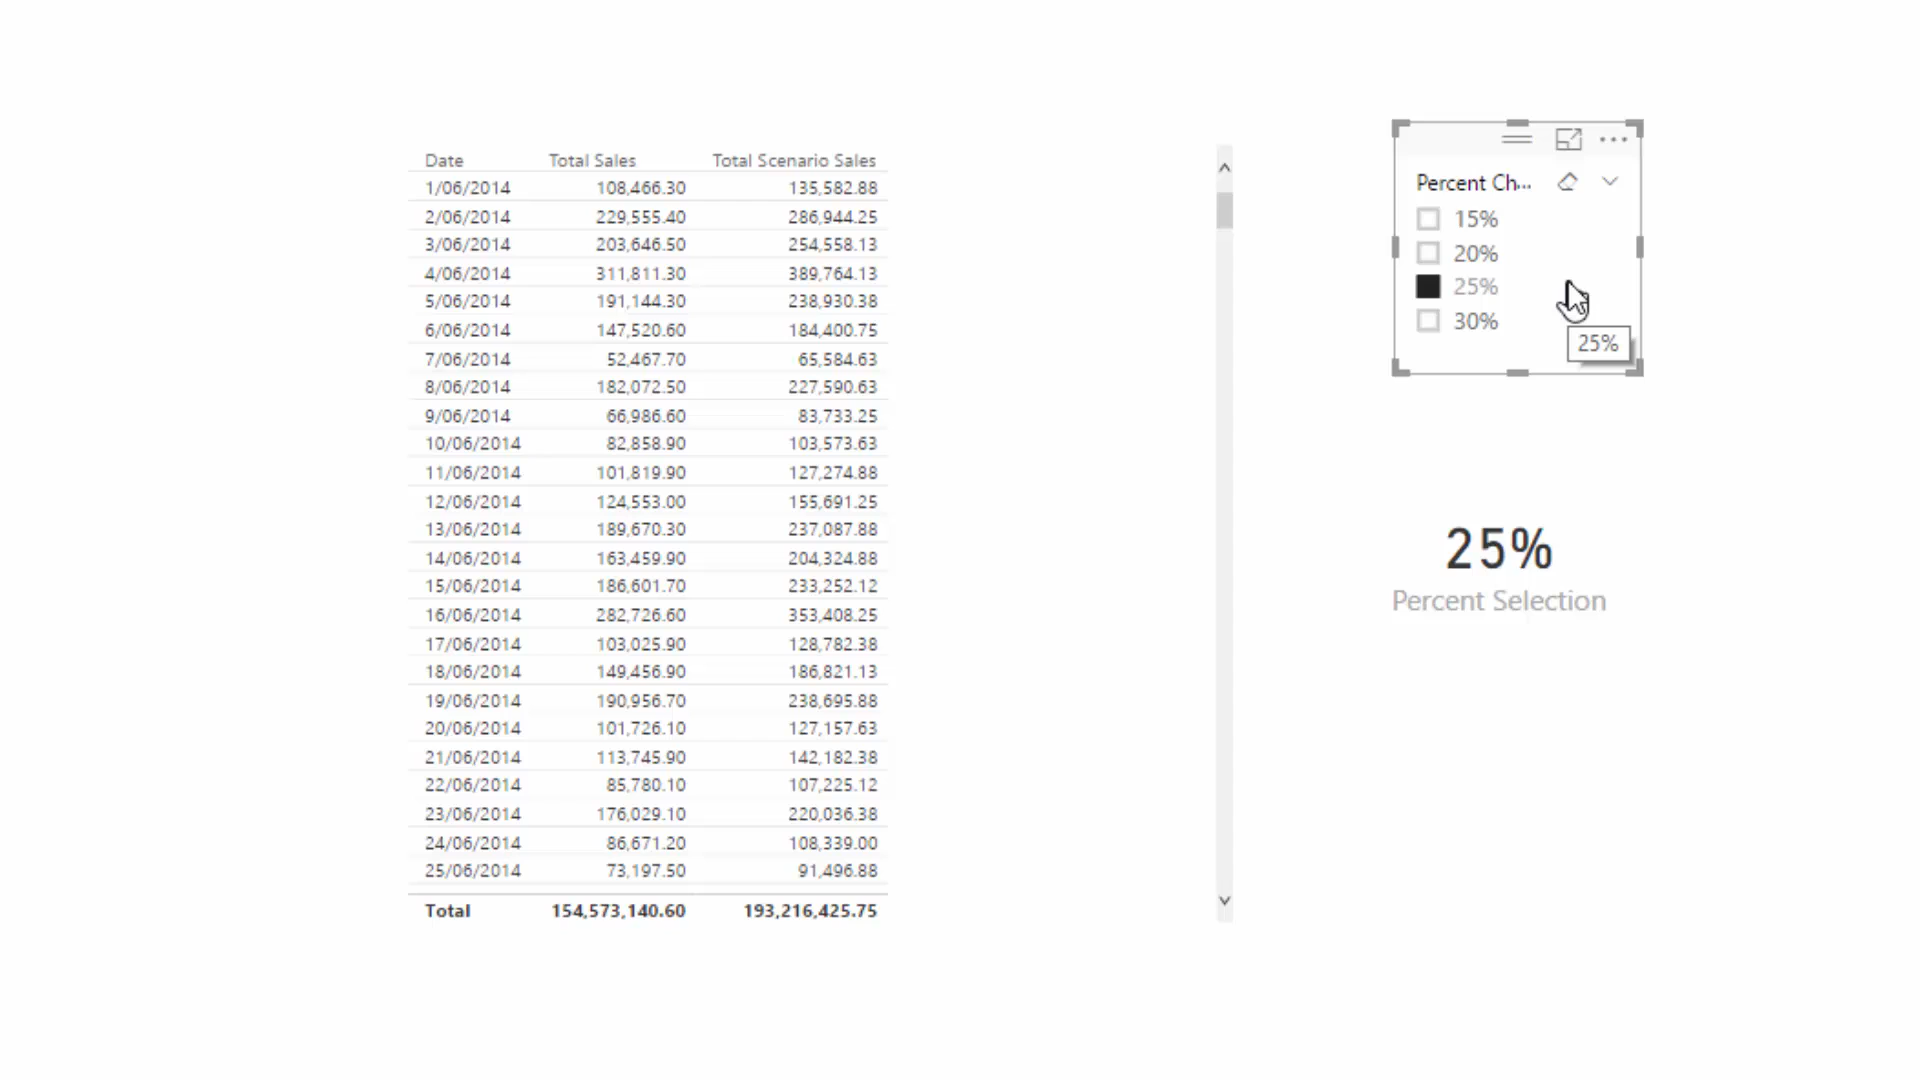 Date Total Sales Total Scenario Sales
1/06/2014 108,466.30 135,582.88
2/06/2014 229,555.40 286,944.25
3/06/2014 203,646.50 254,558.13
4/06/2014 311,811.30 389,764.13
5/06/2014 191,144.30 238,930.38
6/06/2014 147,520.60 184,400.75
7/06/2014 52,467.70 65,584.63
8/06/2014 182,072.50 227,590.63
9/06/2014 66,986.60 83,733.25
10/06/2014 82,858.90 103,573.63
11/06/2014 101,819.90 127,274.88
12/06/2014 124,553.00 155,691.25
13/06/2014 189,670.30 237,087.88
14/06/2014 163,459.90 204,324.88
15/06/2014 186,601.70 233,252.12
16/06/2014 282,726.60 353,408.25
17/06/2014 103,025.90 128,782.38
18/06/2014 149,456.90 186,821.13
19/06/2014 190,956.70 238,695.88
20/06/2014 101,726.10 127,157.63
21/06/2014 113,745.90 142,182.38
22/06/2014 85,780.10 107,225.12
23/06/2014 176,029.10 220,036.38
24/06/2014 86,671.20 108,339.00
25/06/2014 73,197.50 91,496.88
Total 154,573,140.60 193,216,425.75
Percent Ch...
15%
20%
25%
30%
25%
25%
Percent Selection